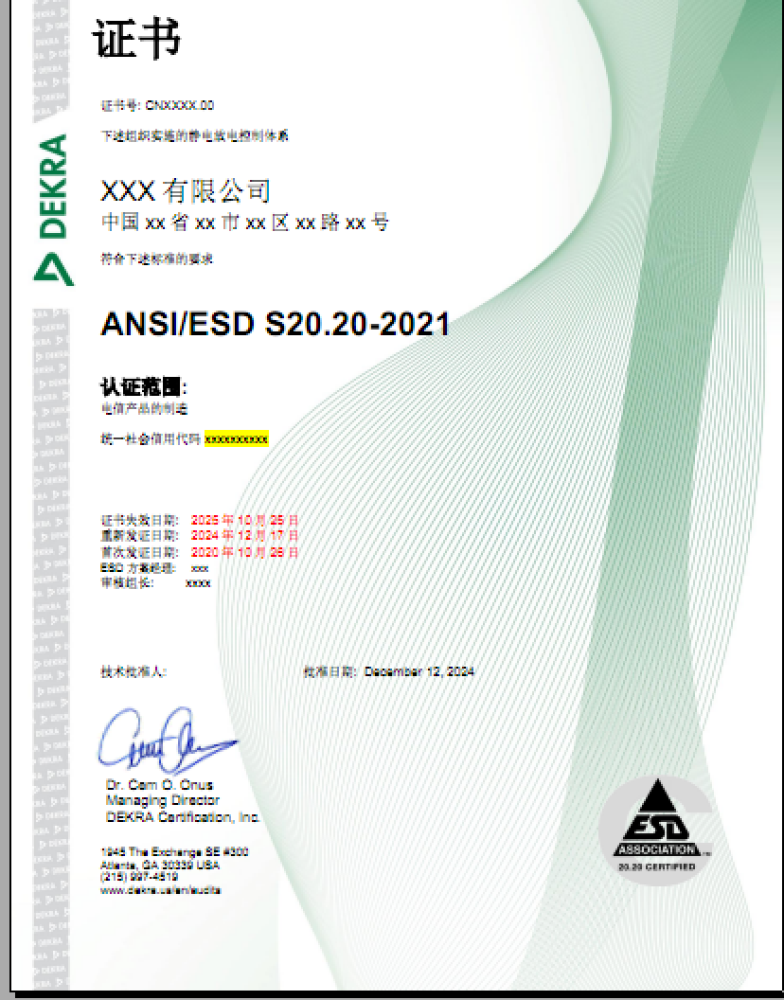 证书
证书号: CNXXXX.00
下述组织实施的静电放电控制体系
DEKRA
XXX 有限公司
中国 xx 省 xx 市 xx 区 xx 路 xx 号
符合下述标准的要求
ANSI/ESD S20.20-2021
认证范围:
电信产品的制造
统一社会信用代码 xxxxxxxxxx
证书失效日期: 2025 年 10 月 25 日
重新发证日期: 2024 年 12 月 17 日
首次发证日期: 2020 年 10 月 26 日
ESD 方案经理: xxx
审核组长: xxxx
技术批准人: 批准日期: December 12, 2024
Dr. Cem O. Onus
Managing Director
DEKRA Certification, Inc.
1945 The Exchange SE #300
Atlanta, GA 30339 USA
(215) 997-4519
www.dekra.us/en/audits
ESD
ASSOCIATION TM
20.20 CERTIFIED